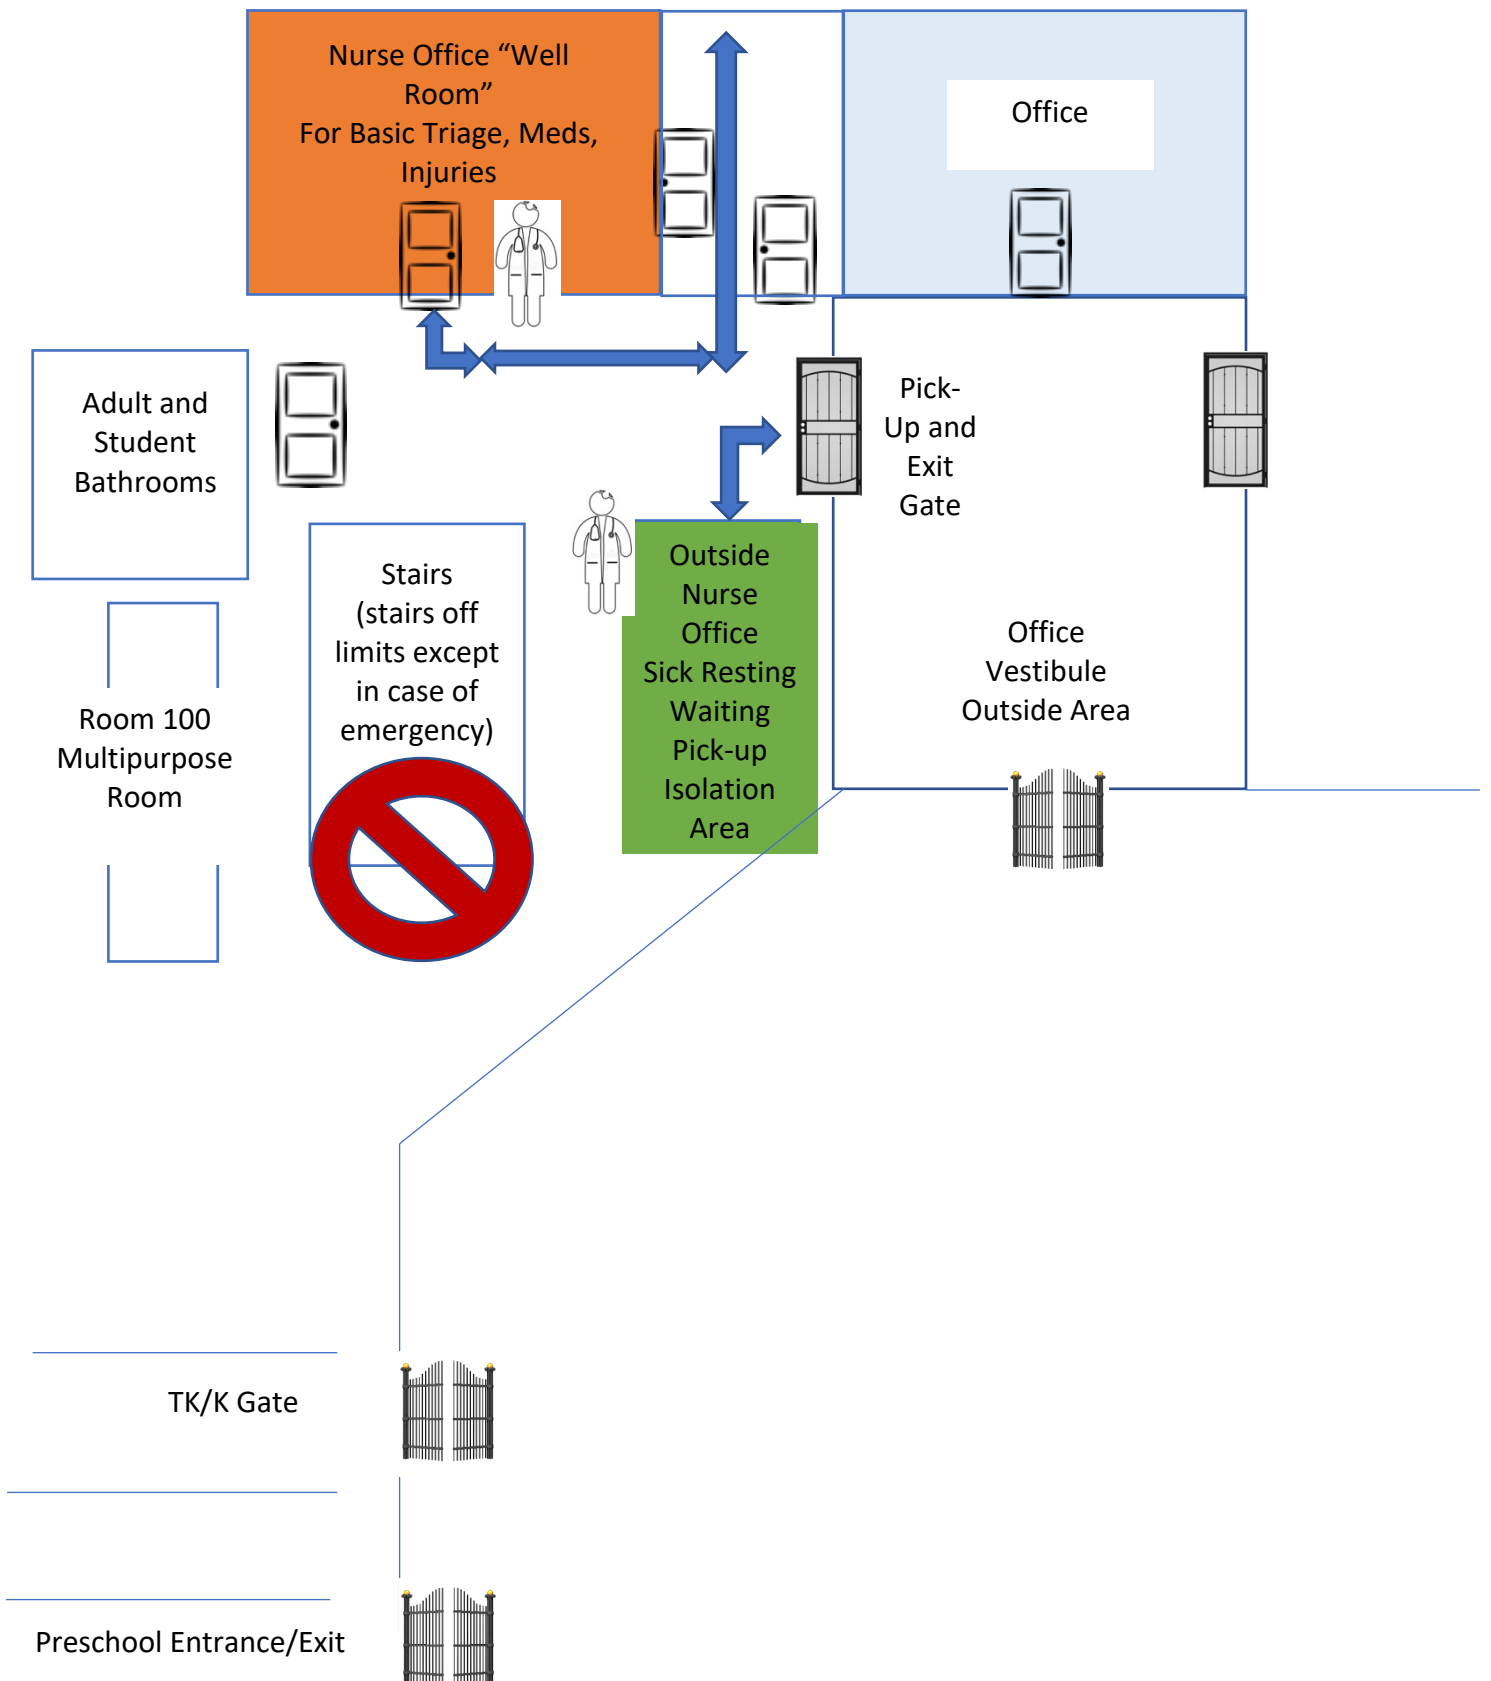 Nurse Office “Well
Room”
For Basic Triage, Meds,
Injuries
Office
Adult and
Student
Bathrooms
Pick-
Up and
Exit
Gate
Stairs
(stairs off
limits except
in case of
emergency)
Outside
Nurse
Office
Sick Resting
Waiting
Pick-up
Isolation
Area
Office
Vestibule
Outside Area
Room 100
Multipurpose
Room
TK/K Gate
Preschool Entrance/Exit